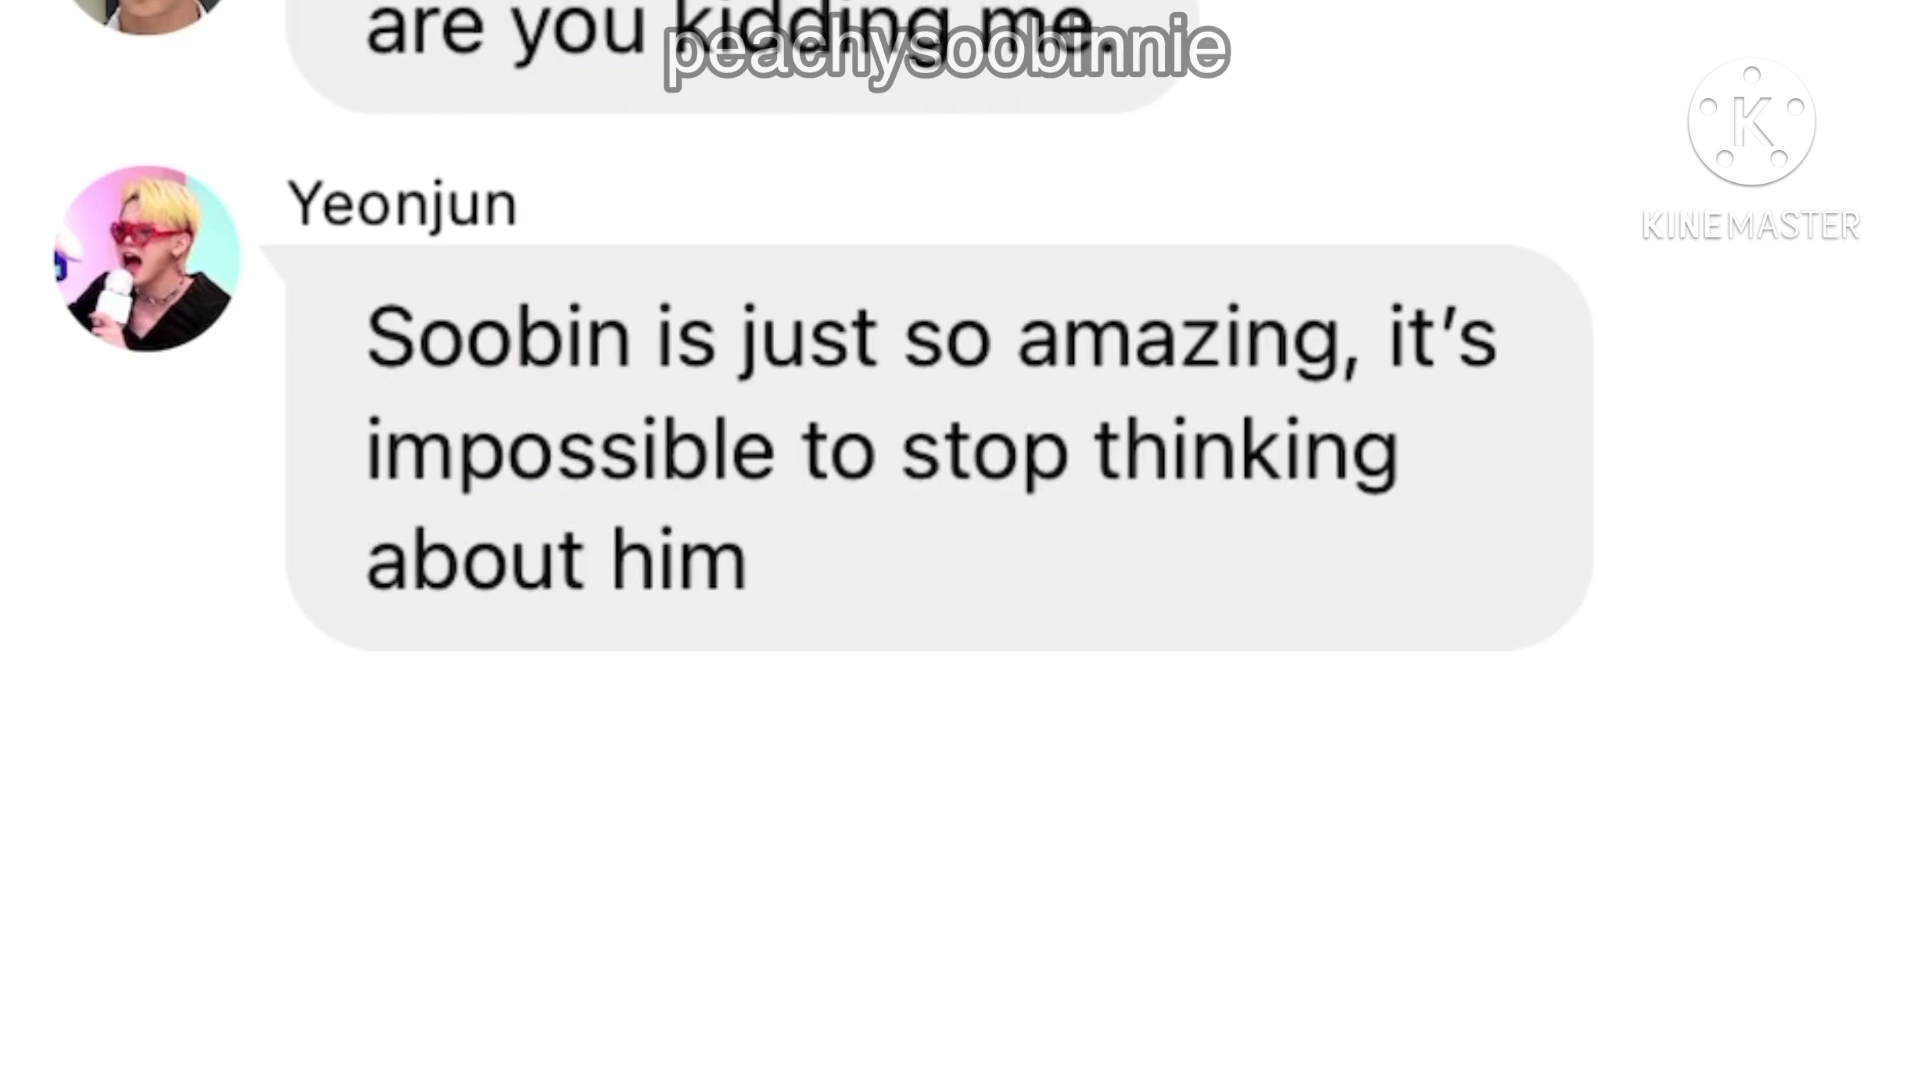 are you kidding me.
peachysoobinnie
K
KINEMASTER
Yeonjun
Soobin is just so amazing, it’s
impossible to stop thinking
about him